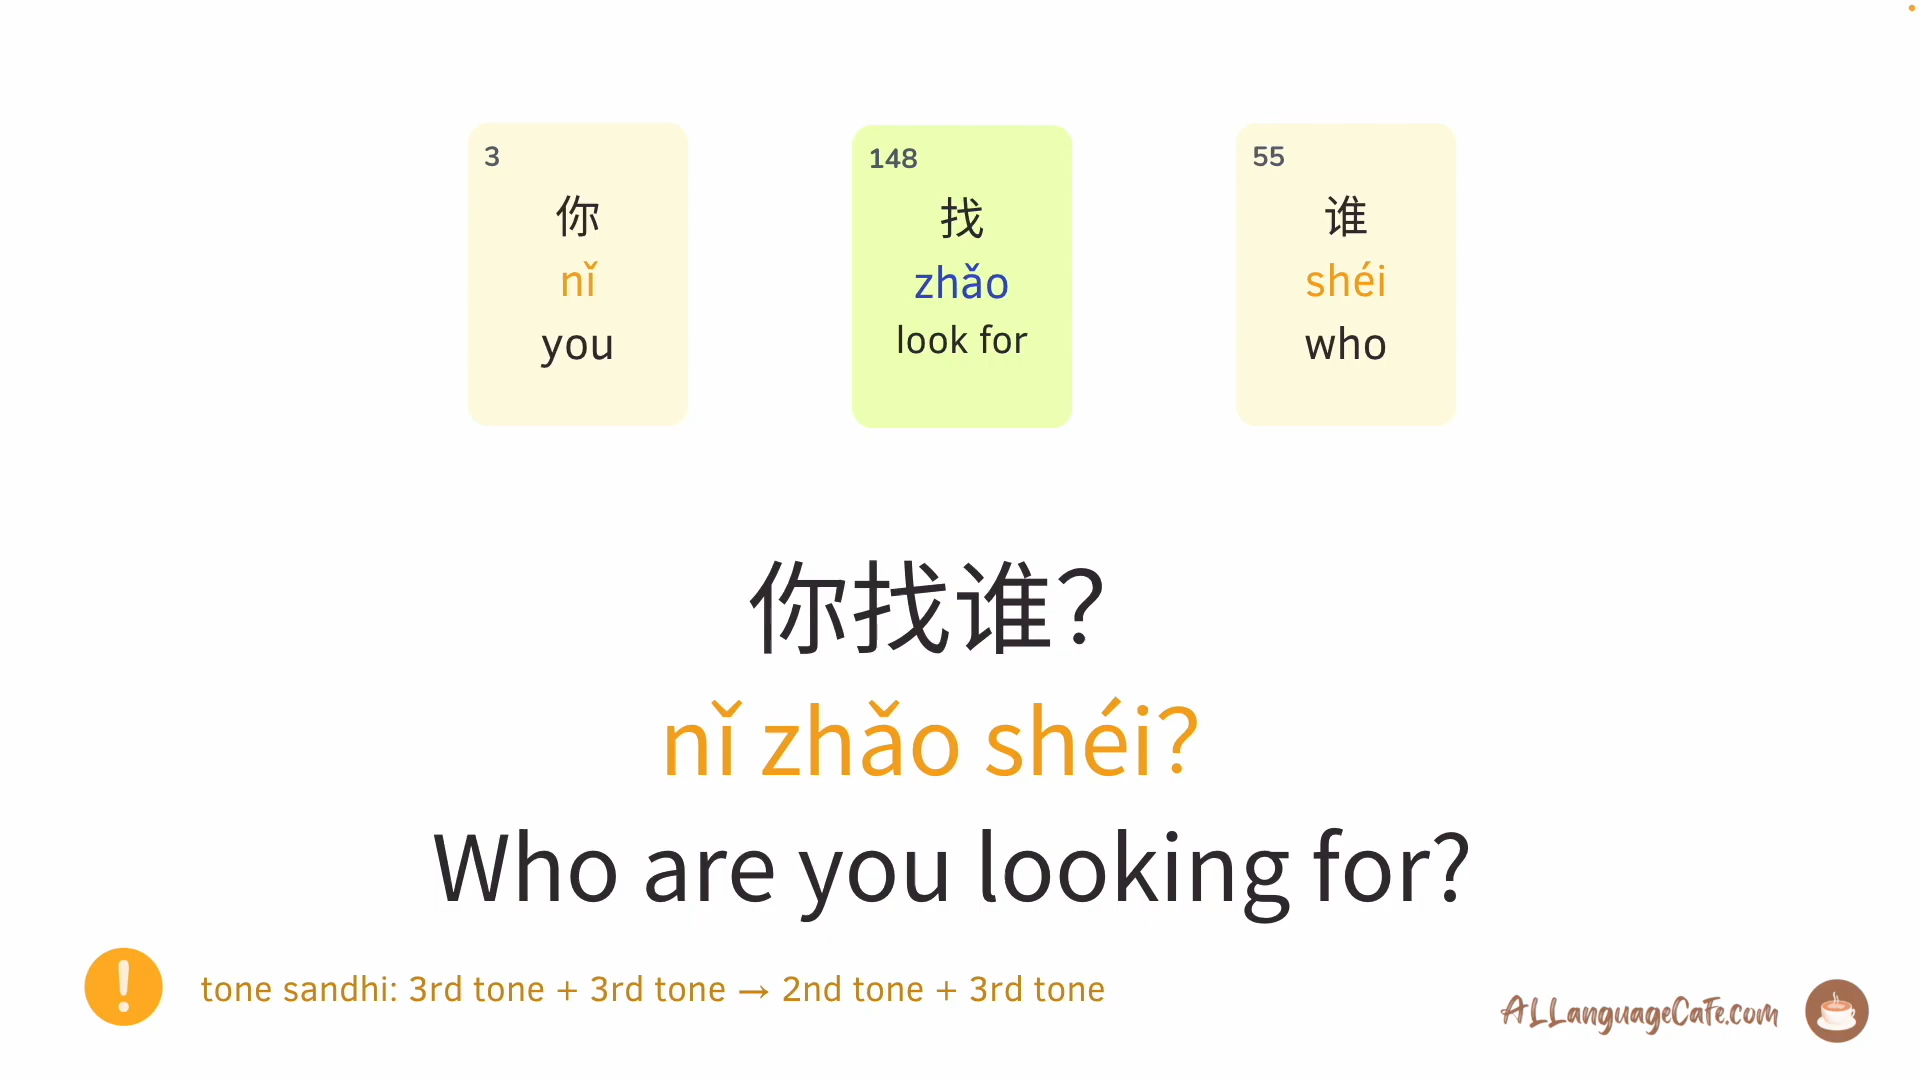 3
你
nǐ
you
148
找
zhǎo
look for
55
谁
shéi
who
你找谁?
nǐ zhǎo shéi?
Who are you looking for?
! tone sandhi: 3rd tone + 3rd tone → 2nd tone + 3rd tone
ALLanguageCafe.com